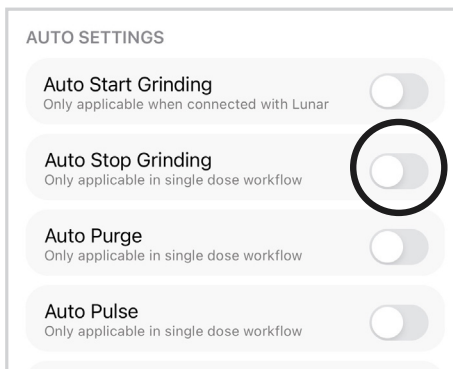 AUTO SETTINGS
Auto Start Grinding
Only applicable when connected with Lunar
Auto Stop Grinding
Only applicable in single dose workflow
Auto Purge
Only applicable in single dose workflow
Auto Pulse
Only applicable in single dose workflow